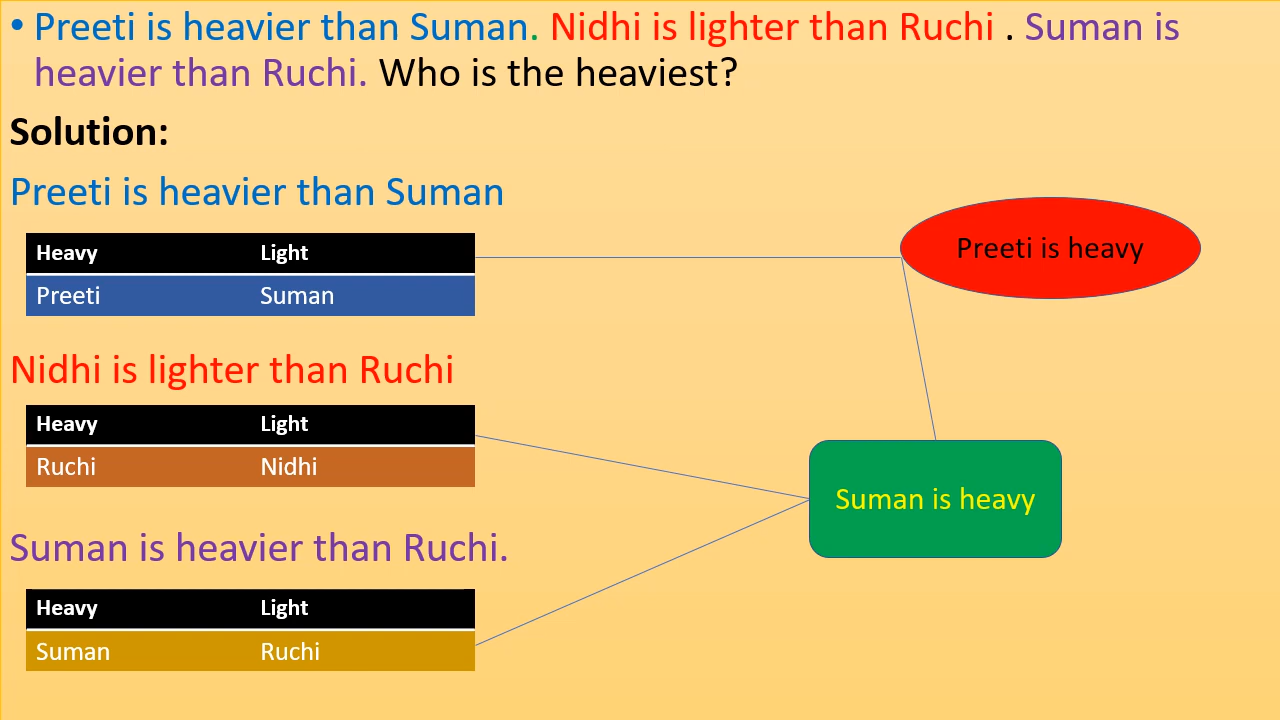 • Preeti is heavier than Suman. Nidhi is lighter than Ruchi . Suman is
heavier than Ruchi. Who is the heaviest?
Solution:
Preeti is heavier than Suman
Heavy Light
Preeti Suman
Preeti is heavy
Nidhi is lighter than Ruchi
Heavy Light
Ruchi Nidhi
Suman is heavy
Suman is heavier than Ruchi.
Heavy Light
Suman Ruchi